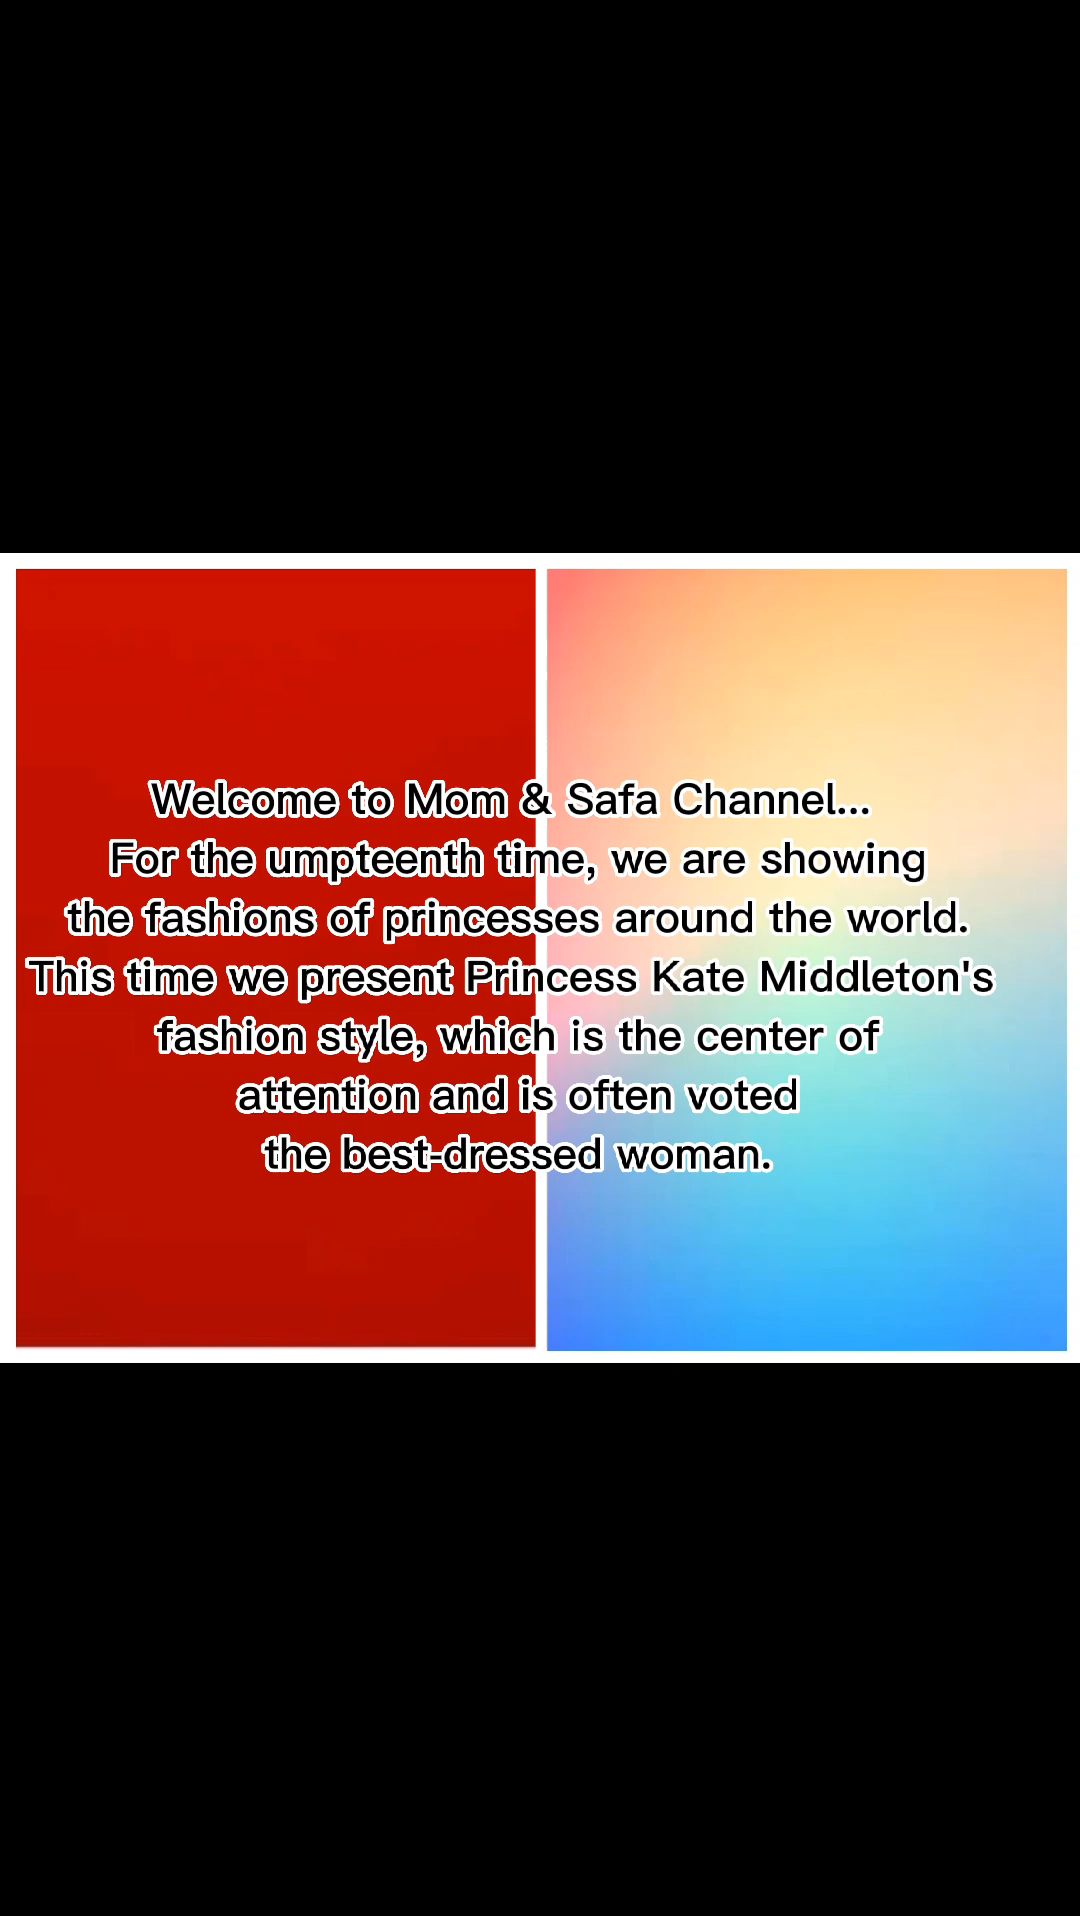 Welcome to Mom & Safa Channel...
For the umpteenth time, we are showing
the fashions of princesses around the world.
This time we present Princess Kate Middleton's
fashion style, which is the center of
attention and is often voted
the best-dressed woman.